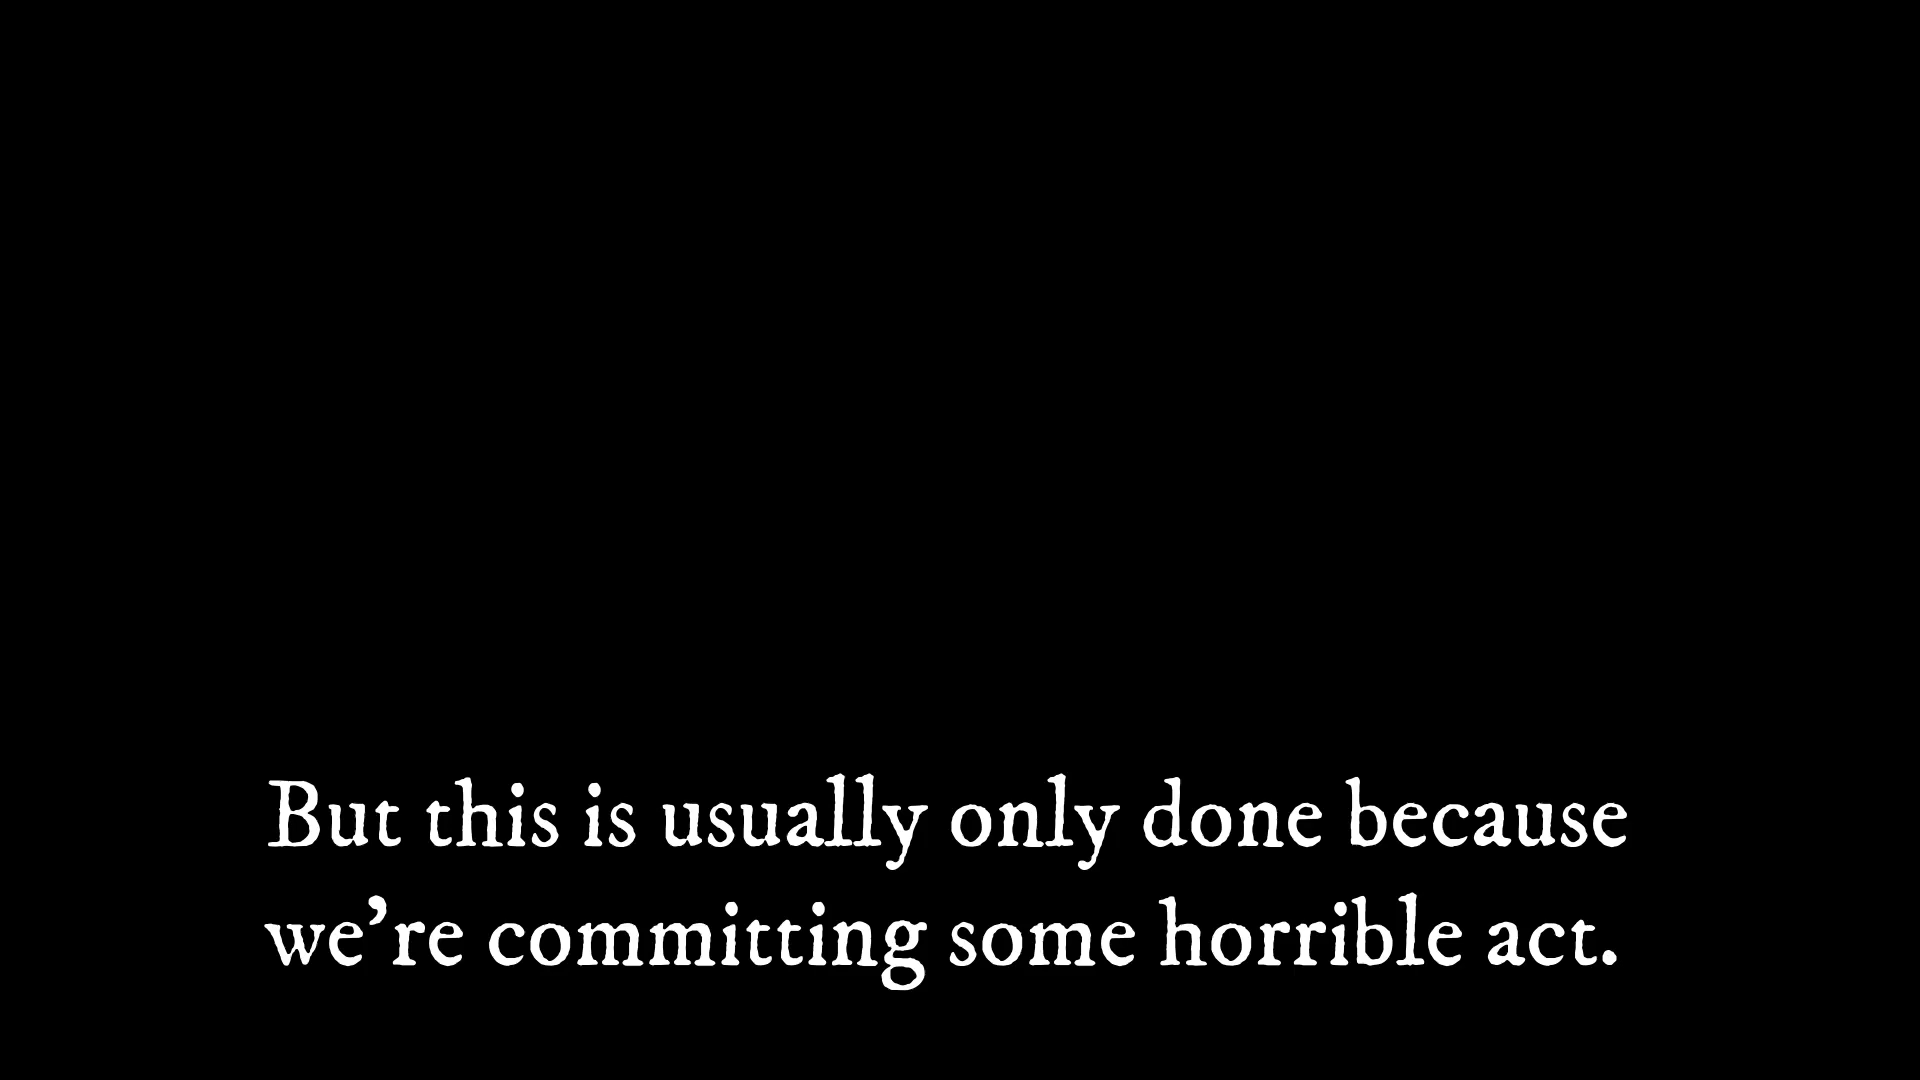 But this is usually only done because
we’re committing some horrible act.